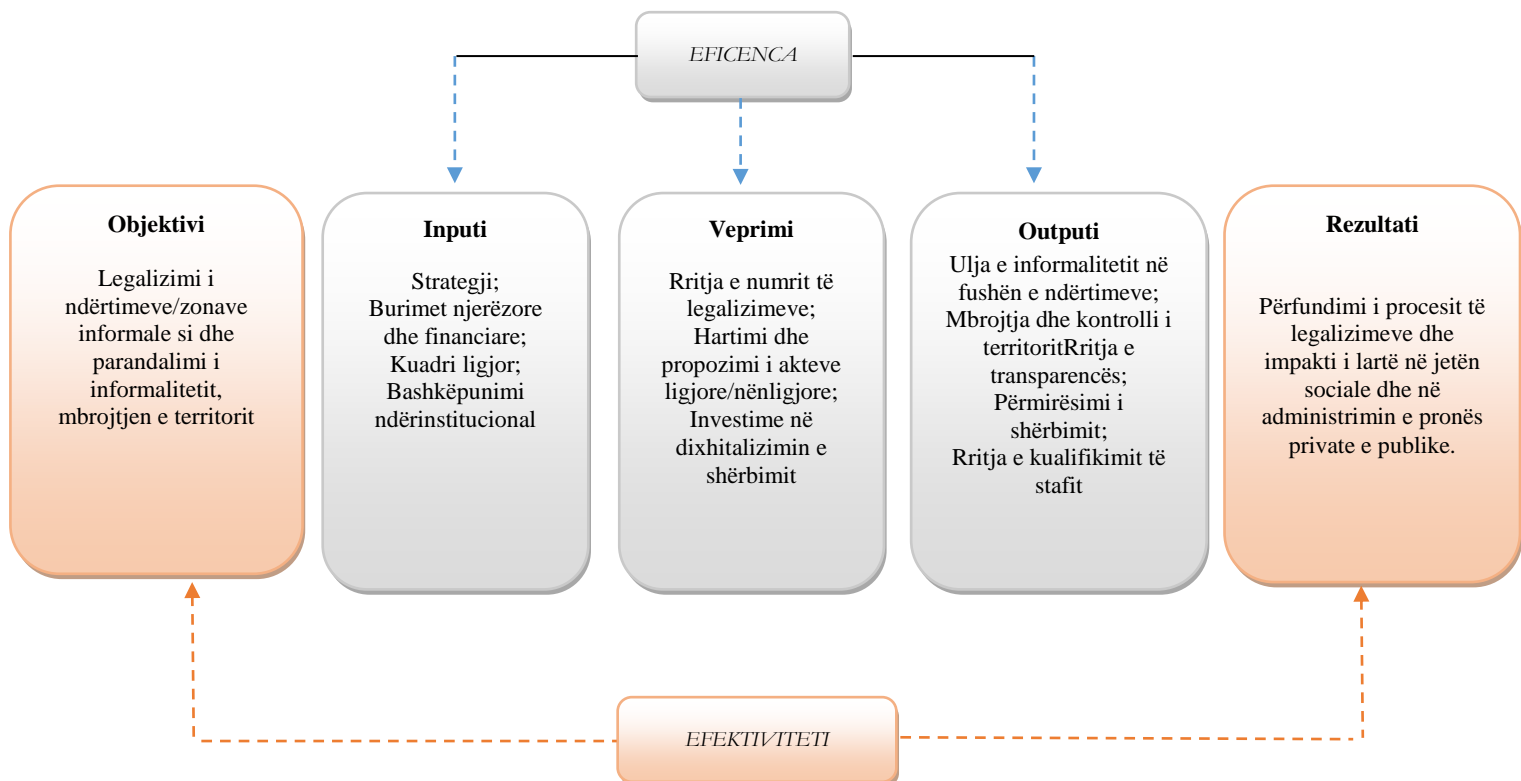 EFICENCA
Objektivi
Legalizimi i
ndërtimeve/zonave
informale si dhe
parandalimi i
informalitetit,
mbrojtjen e territorit
Inputi
Strategji;
Burimet njerëzore
dhe financiare;
Kuadri ligjor;
Bashkëpunimi
ndërinstitucional
Veprimi
Rritja e numrit të
legalizimeve;
Hartimi dhe
propozimi i akteve
ligjore/nënligjore;
Investime në
dixhitalizimin e
shërbimit
Outputi
Ulja e informalitetit në
fushën e ndërtimeve;
Mbrojtja dhe kontrolli i
territoritRritja e
transparencës;
Përmirësimi i
shërbimit;
Rritja e kualifikimit të
stafit
Rezultati
Përfundimi i procesit të
legalizimeve dhe
impakti i lartë në jetën
sociale dhe në
administrimin e pronës
private e publike.
EFEKTIVITETI